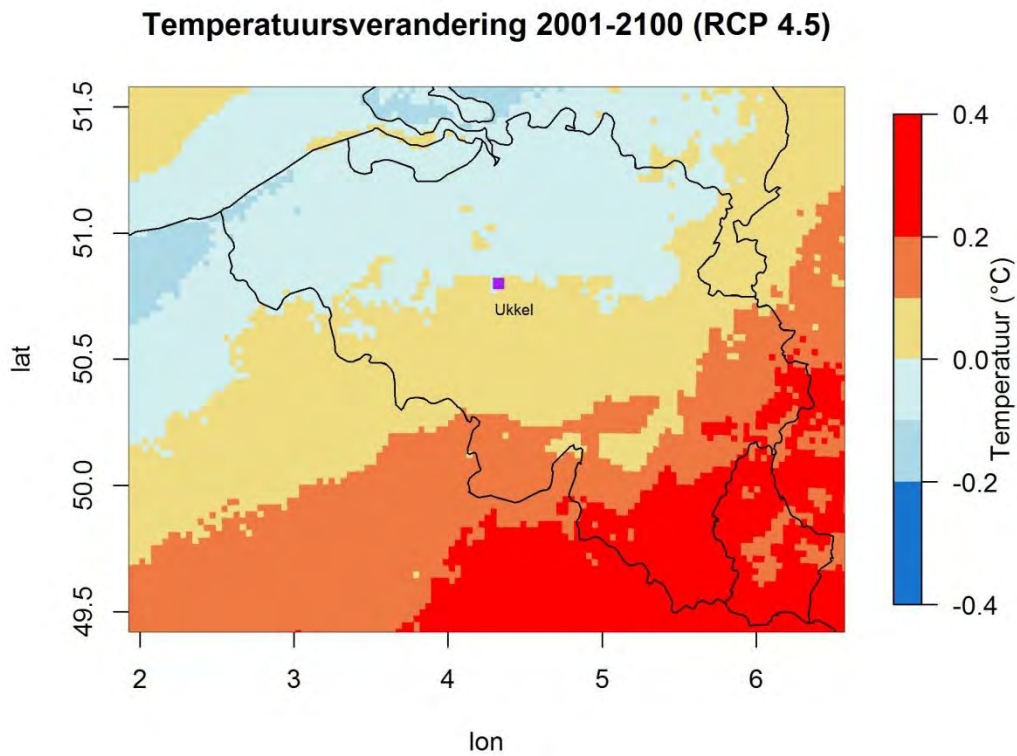 Temperatuursverandering 2001-2100 (RCP 4.5)
lat
51.5
51.0
50.5
50.0
49.5
Ukkel
2 3 4 5 6
lon
0.4
0.2
0.0
-0.2
-0.4
Temperatuur (°C)